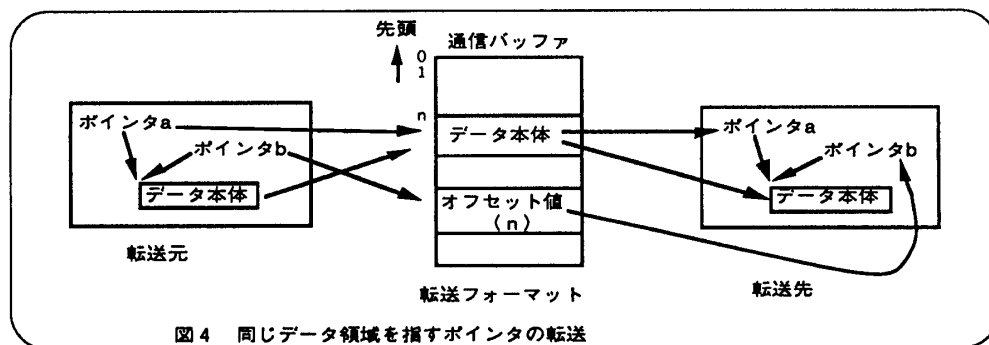 先頭
通信バッファ
0
1
n
ポインタa
ポインタb
データ本体
転送元
データ本体
オフセット値
(n)
転送フォーマット
ポインタa
ポインタb
データ本体
転送先
図4 同じデータ領域を指すポインタの転送